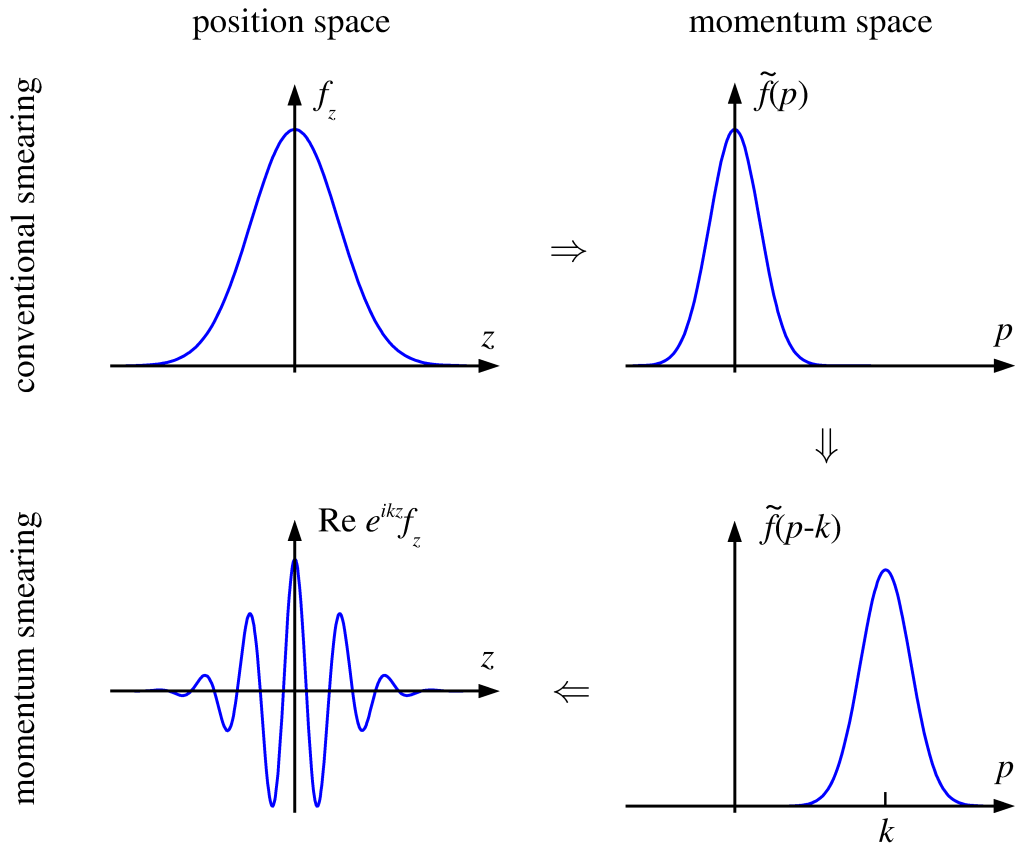 position space
momentum space
conventional smearing
f_z
f̃(p)
z
⇒
p
⇓
momentum smearing
Re e^{ikz}f_z
f̃(p-k)
z
⇐
p
k